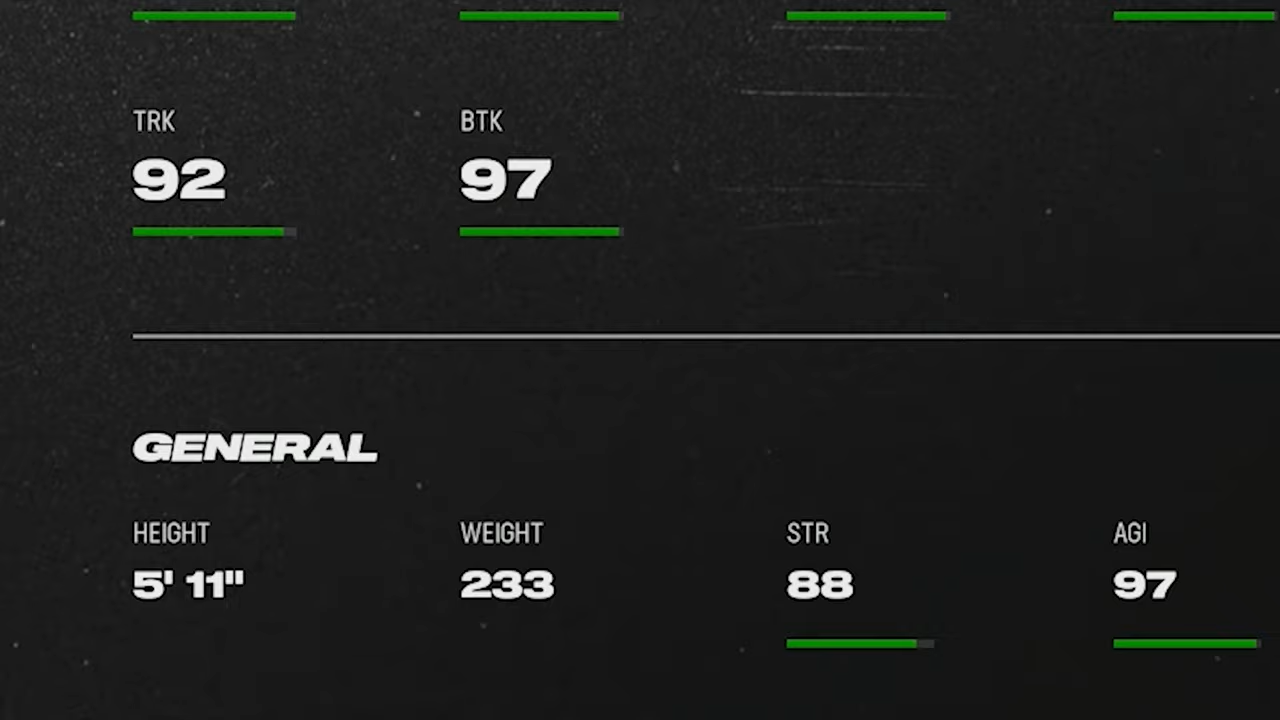 TRK BTK
92 97
GENERAL
HEIGHT WEIGHT STR AGI
5' 11" 233 88 97